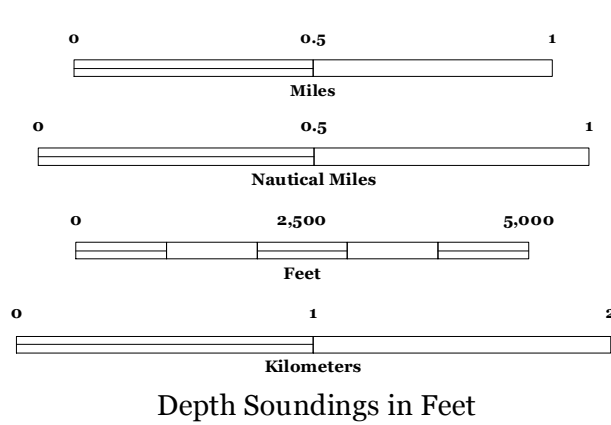 0 0.5 1
Miles
0 0.5 1
Nautical Miles
0 2,500 5,000
Feet
0 1 2
Kilometers
Depth Soundings in Feet